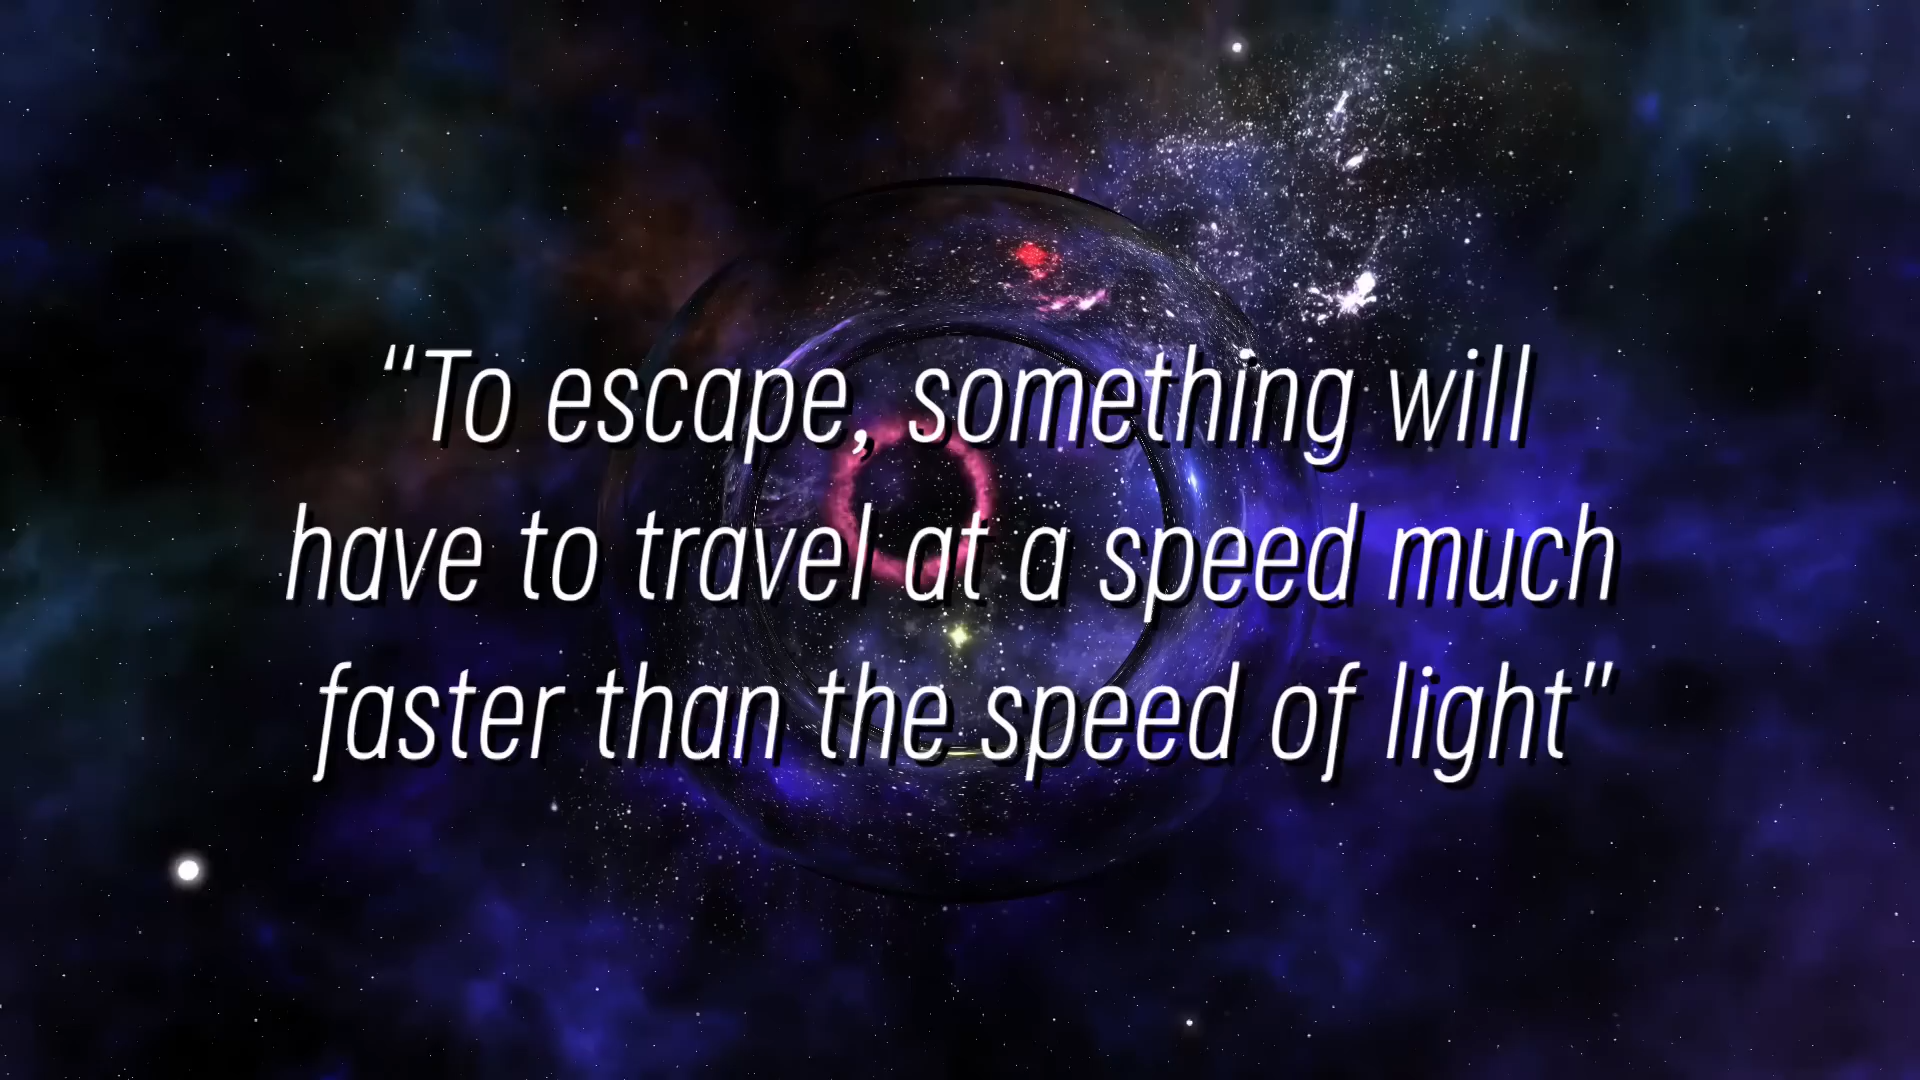 “To escape, something will
have to travel at a speed much
faster than the speed of light”